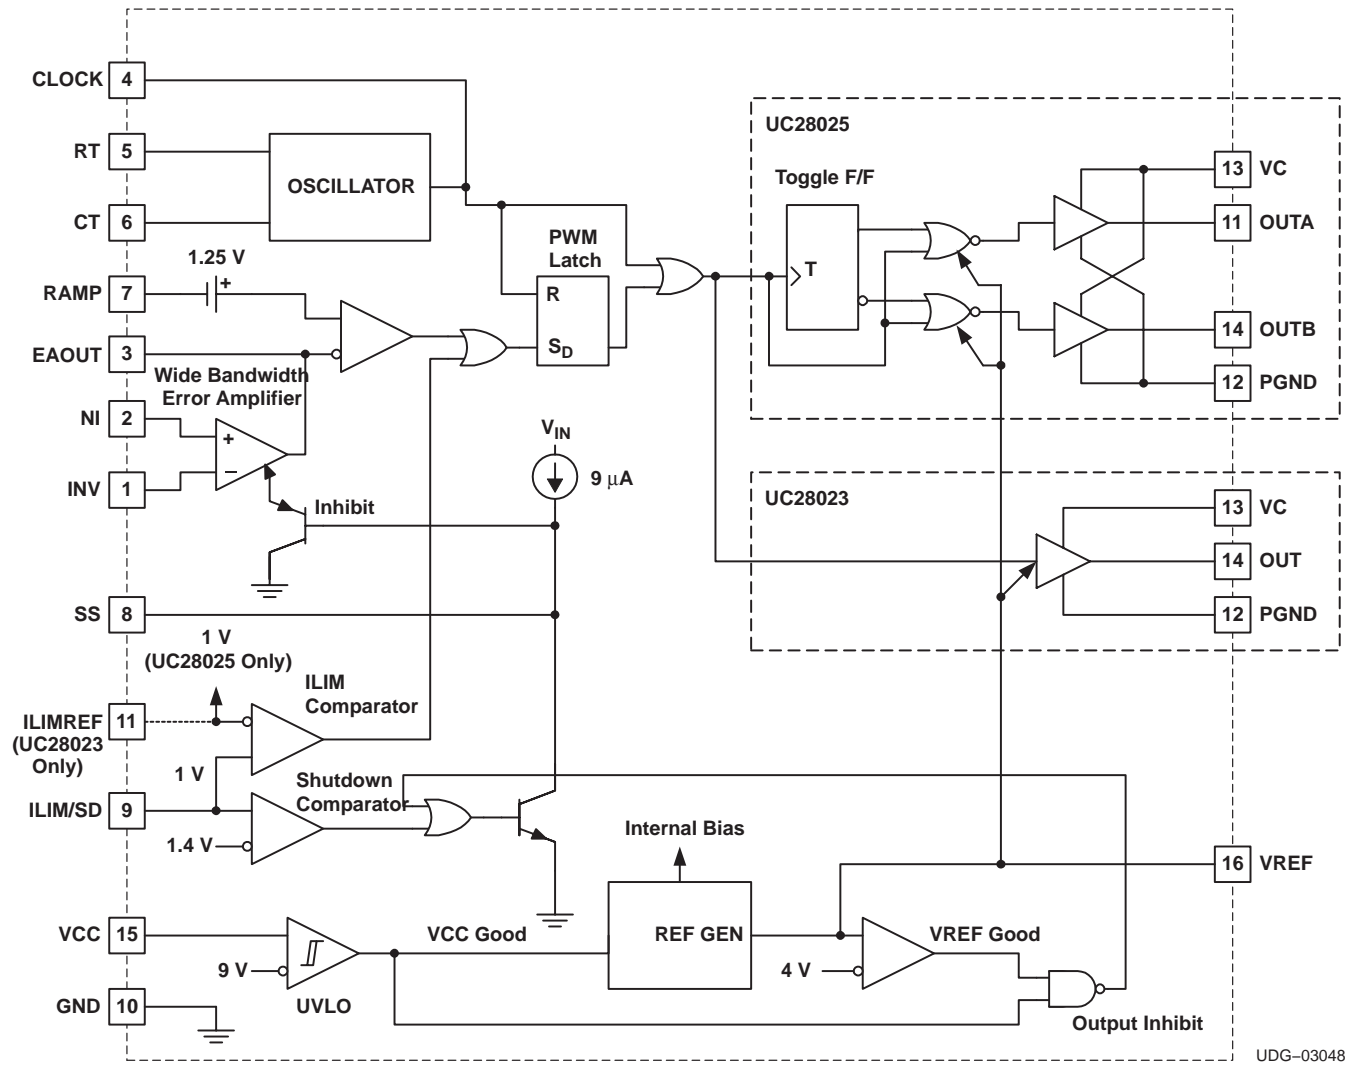 CLOCK 4
RT 5
CT 6
OSCILLATOR
1.25 V
RAMP 7
+
EAOUT 3
Wide Bandwidth
Error Amplifier
NI 2
+
INV 1
−
Inhibit
PWM
Latch
R
SD
VIN
9 μA
SS 8
1 V
(UC28025 Only)
ILIM
Comparator
ILIMREF 11
(UC28023
Only)
1 V
Shutdown
Comparator
ILIM/SD 9
1.4 V
Internal Bias
VCC 15
VCC Good
REF GEN
9 V
UVLO
GND 10
4 V
VREF Good
Output Inhibit
UC28025
Toggle F/F
T
13 VC
11 OUTA
14 OUTB
12 PGND
UC28023
13 VC
14 OUT
12 PGND
16 VREF
UDG–03048